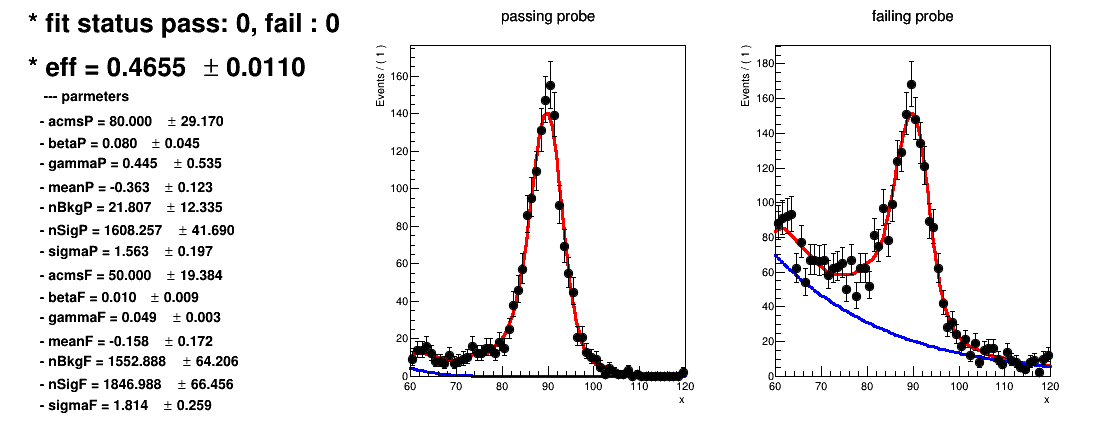 * fit status pass: 0, fail : 0
* eff = 0.4655 ± 0.0110
--- parmeters
- acmsP = 80.000 ± 29.170
- betaP = 0.080 ± 0.045
- gammaP = 0.445 ± 0.535
- meanP = -0.363 ± 0.123
- nBkgP = 21.807 ± 12.335
- nSigP = 1608.257 ± 41.690
- sigmaP = 1.563 ± 0.197
- acmsF = 50.000 ± 19.384
- betaF = 0.010 ± 0.009
- gammaF = 0.049 ± 0.003
- meanF = -0.158 ± 0.172
- nBkgF = 1552.888 ± 64.206
- nSigF = 1846.988 ± 66.456
- sigmaF = 1.814 ± 0.259
passing probe
Events / ( 1 )
160
140
120
100
80
60
40
20
0
60 70 80 90 100 110 120
x
failing probe
Events / ( 1 )
180
160
140
120
100
80
60
40
20
0
60 70 80 90 100 110 120
x